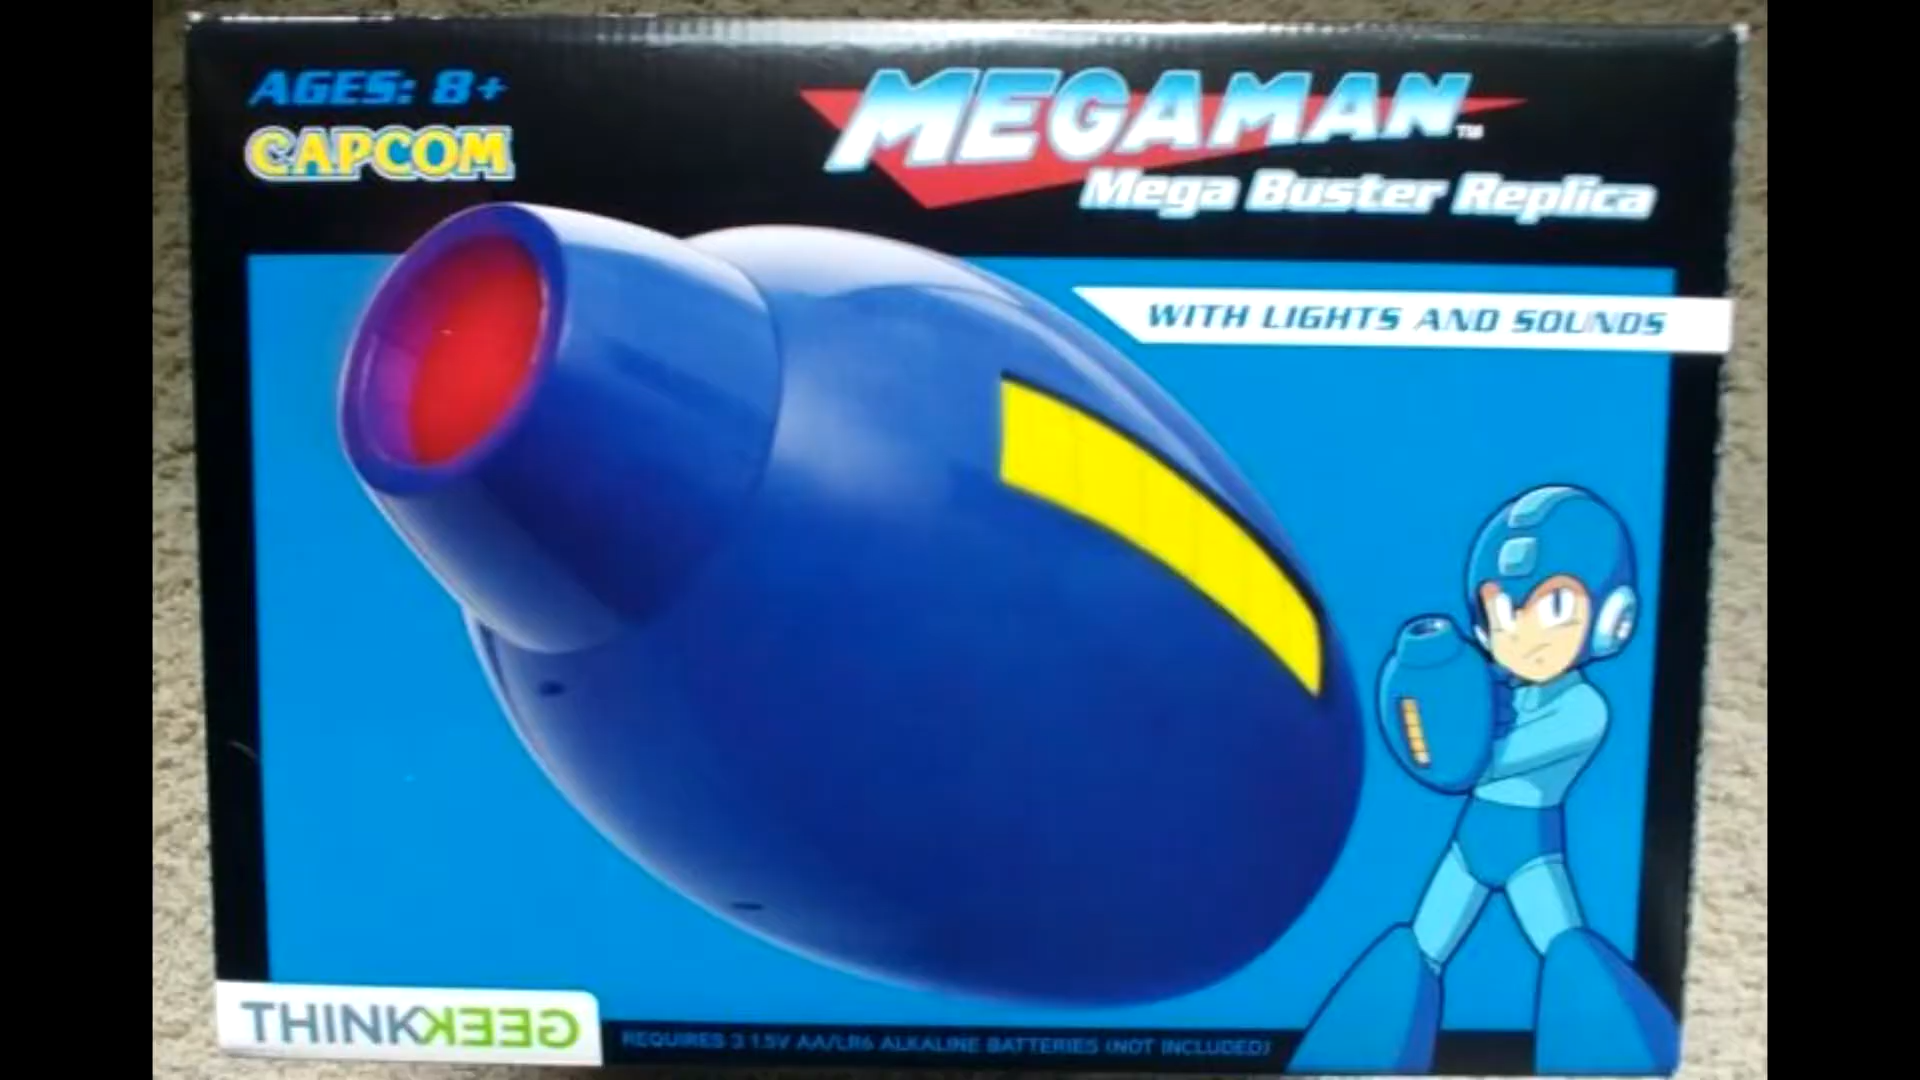 AGES: 8+
CAPCOM
MEGAMAN™
Mega Buster Replica
WITH LIGHTS AND SOUNDS
THINKGEEK
REQUIRES 3 1.5V AA/LR6 ALKALINE BATTERIES (NOT INCLUDED)